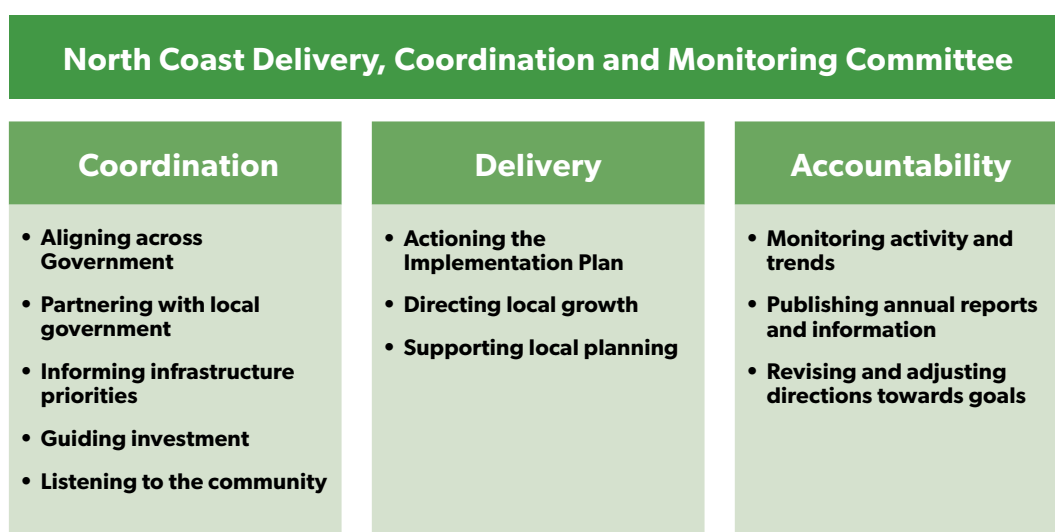 North Coast Delivery, Coordination and Monitoring Committee
Coordination
• Aligning across
Government
• Partnering with local
government
• Informing infrastructure
priorities
• Guiding investment
• Listening to the community
Delivery
• Actioning the
Implementation Plan
• Directing local growth
• Supporting local planning
Accountability
• Monitoring activity and
trends
• Publishing annual reports
and information
• Revising and adjusting
directions towards goals